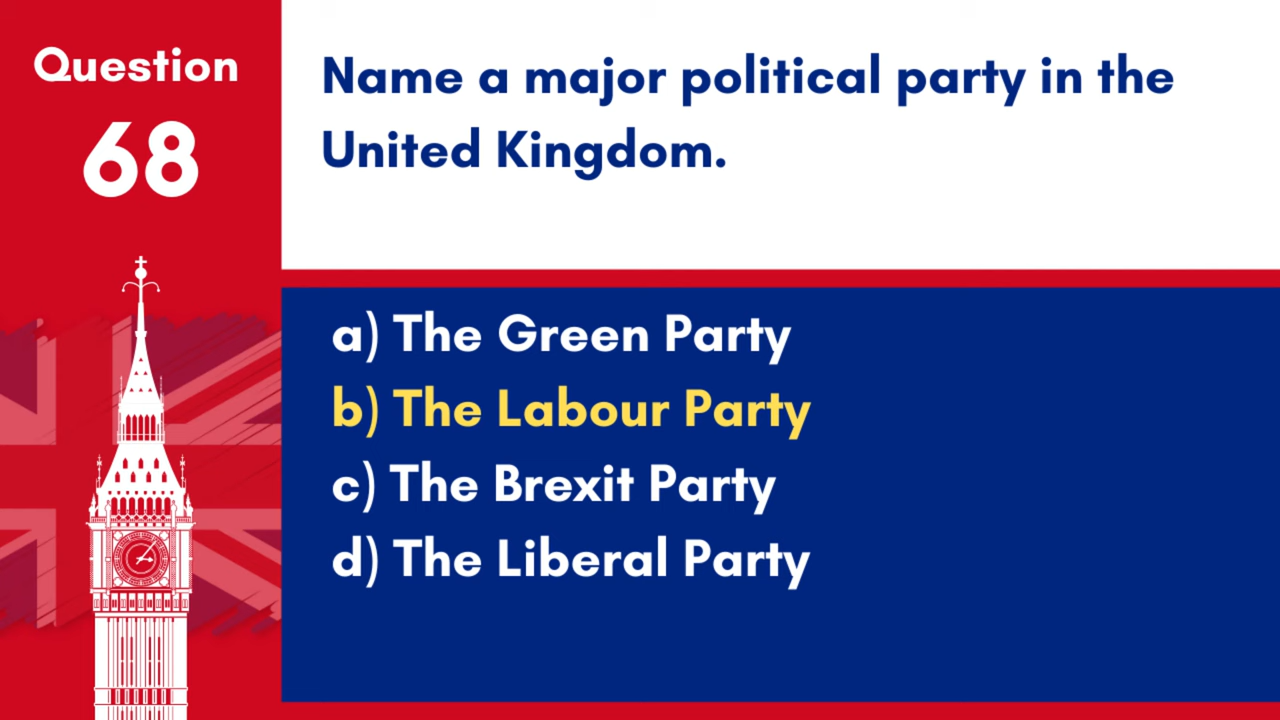 Question
68
Name a major political party in the
United Kingdom.
a) The Green Party
b) The Labour Party
c) The Brexit Party
d) The Liberal Party